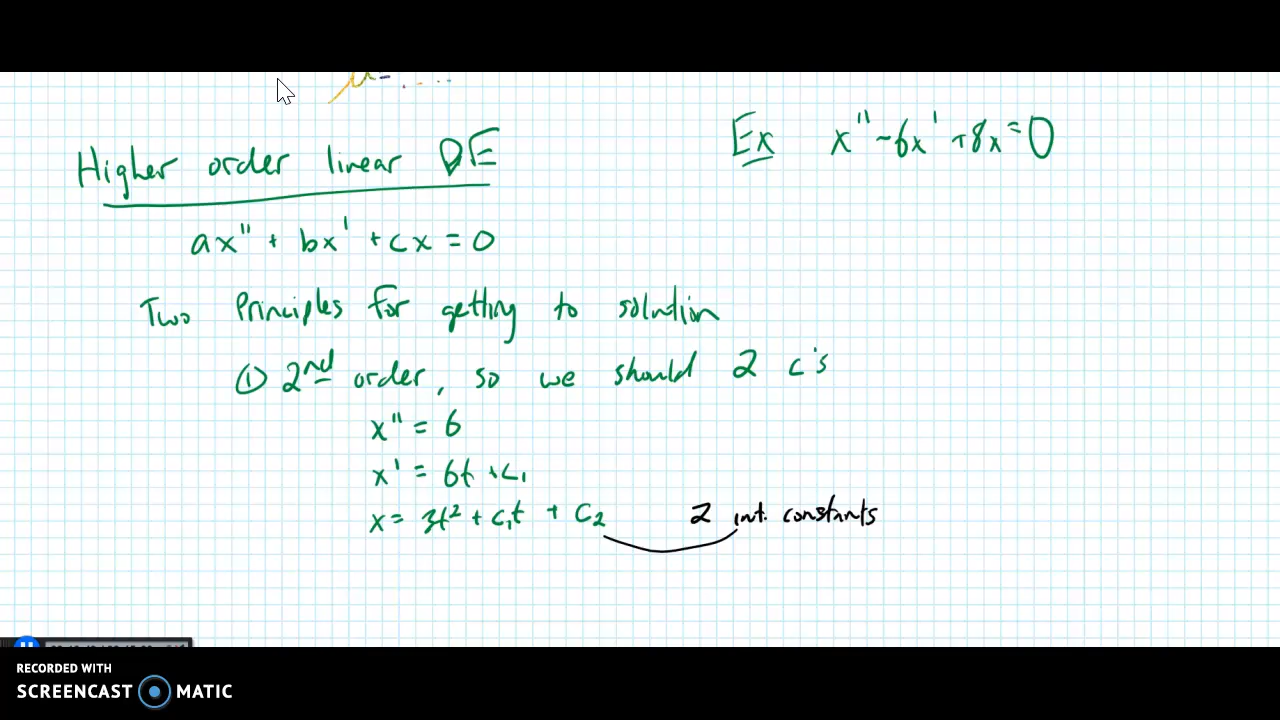 Higher order linear DE
ax" + bx' + cx = 0
Two Principles for getting to solution
① 2nd order, so we should 2 c's
x" = 6
x' = 6t + c₁
x = 3t² + c₁t + c₂
2 int. constants
Ex x" - 6x' + 8x = 0
RECORDED WITH
SCREENCAST MATIC